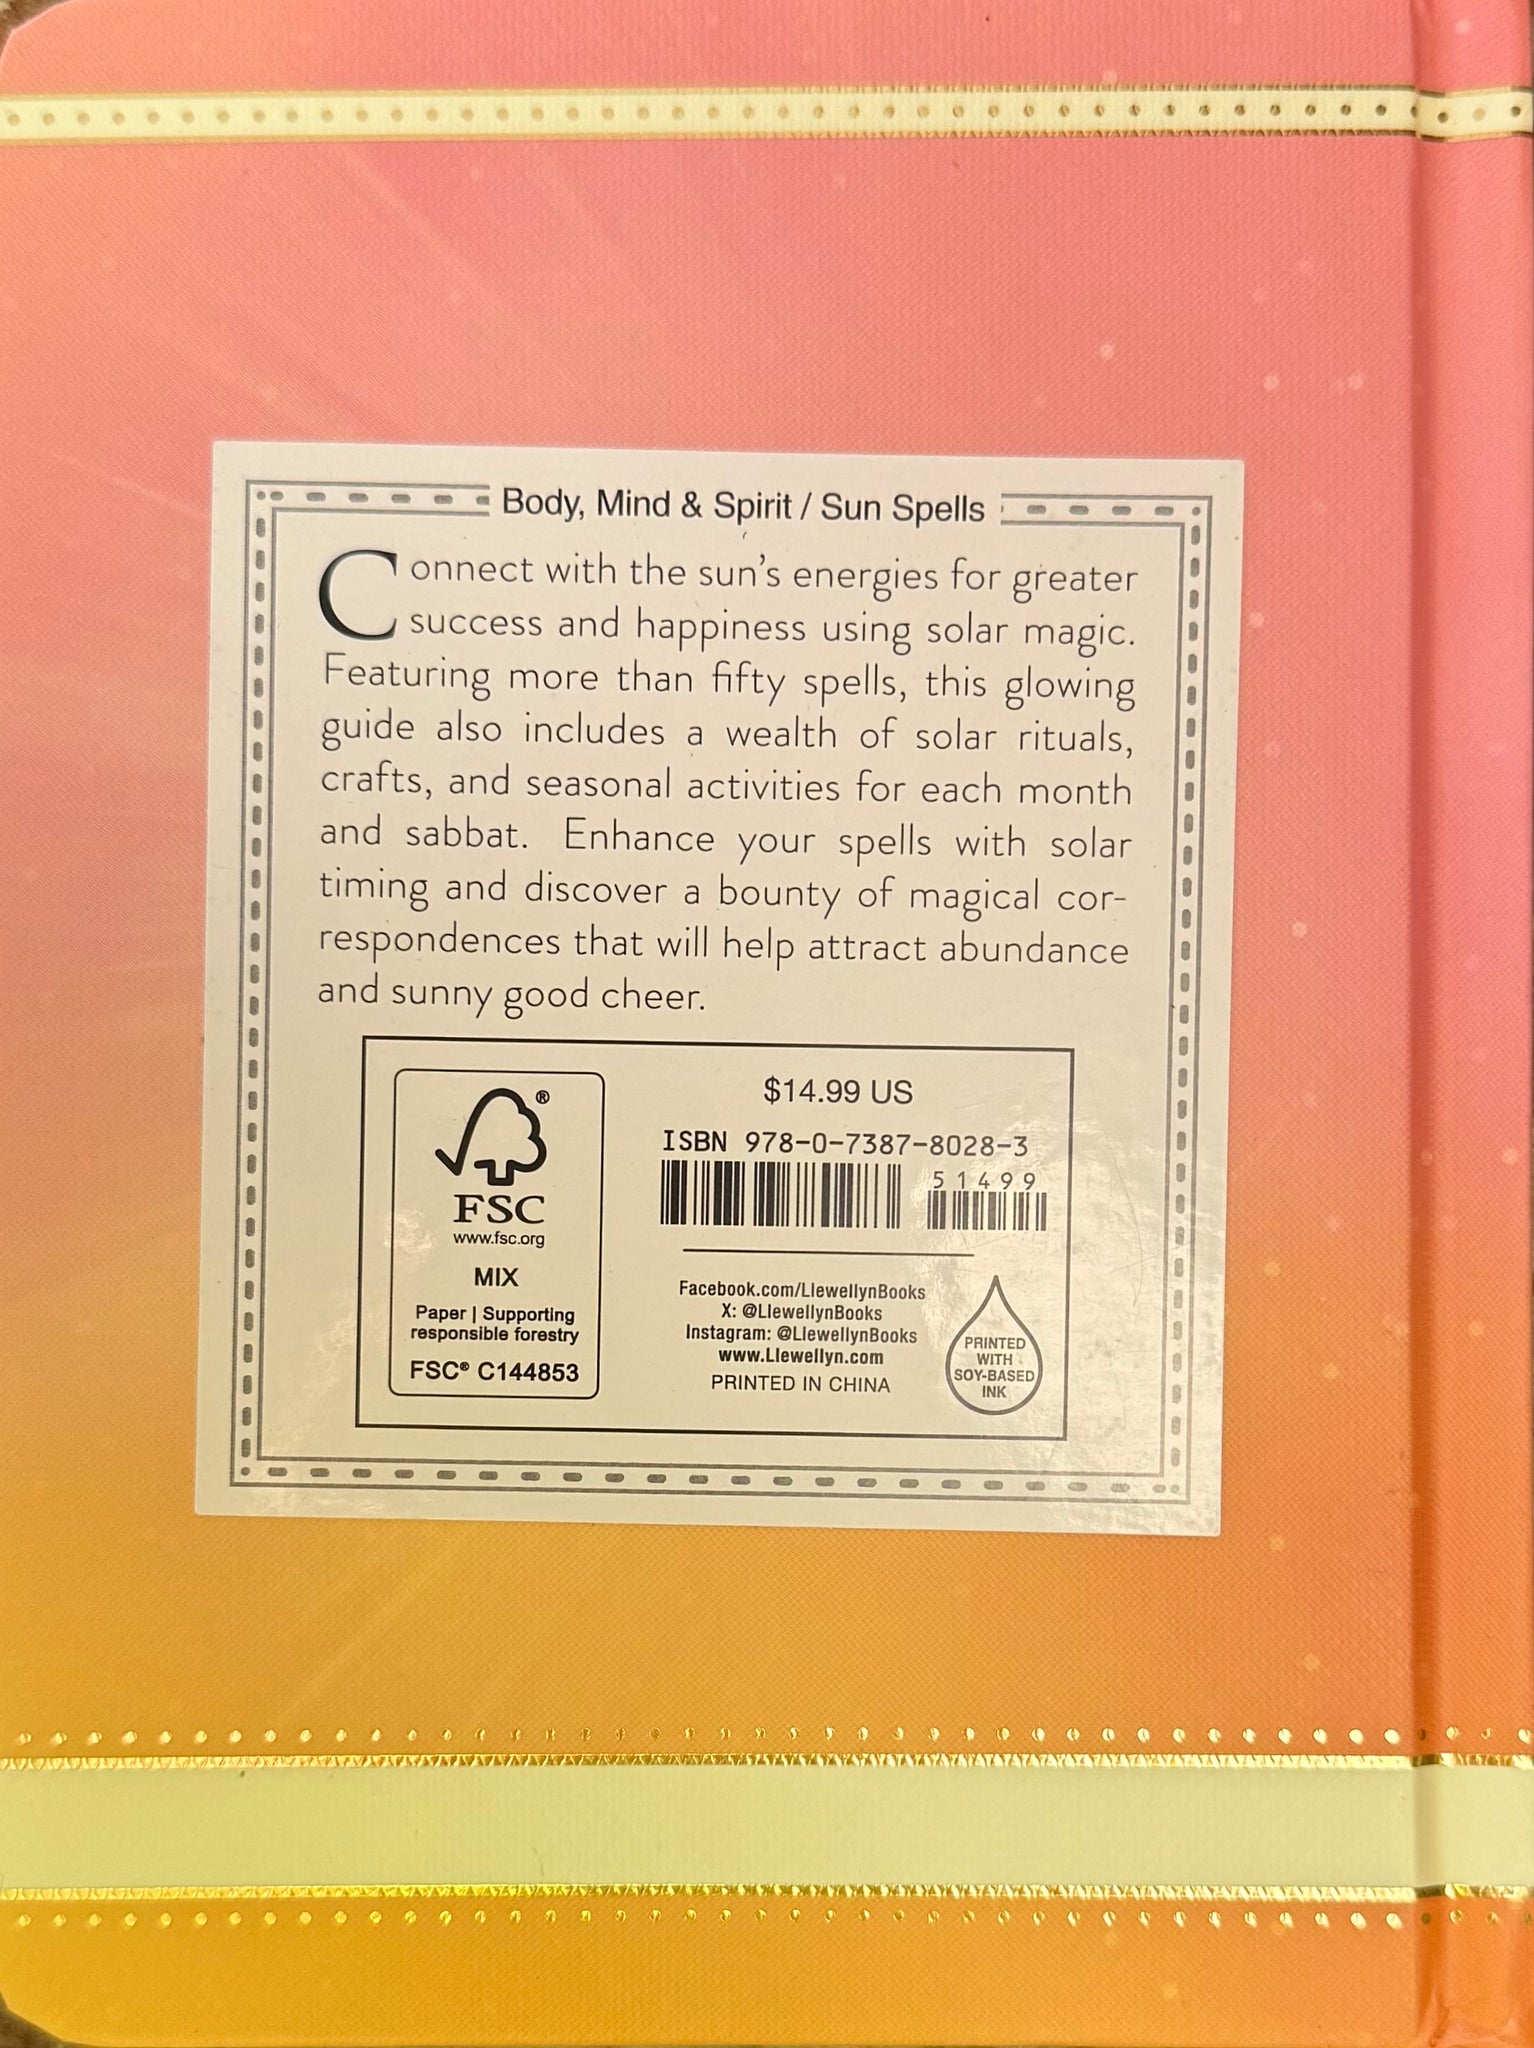 Body, Mind & Spirit / Sun Spells
Connect with the sun's energies for greater
success and happiness using solar magic.
Featuring more than fifty spells, this glowing
guide also includes a wealth of solar rituals,
crafts, and seasonal activities for each month
and sabbat. Enhance your spells with solar
timing and discover a bounty of magical cor-
respondences that will help attract abundance
and sunny good cheer.
®
FSC
www.fsc.org
MIX
Paper | Supporting
responsible forestry
FSC® C144853
$14.99 US
ISBN 978-0-7387-8028-3
51499
Facebook.com/LlewellynBooks
X: @LlewellynBooks
Instagram: @LlewellynBooks
www.Llewellyn.com
PRINTED IN CHINA
PRINTED
WITH
SOY-BASED
INK